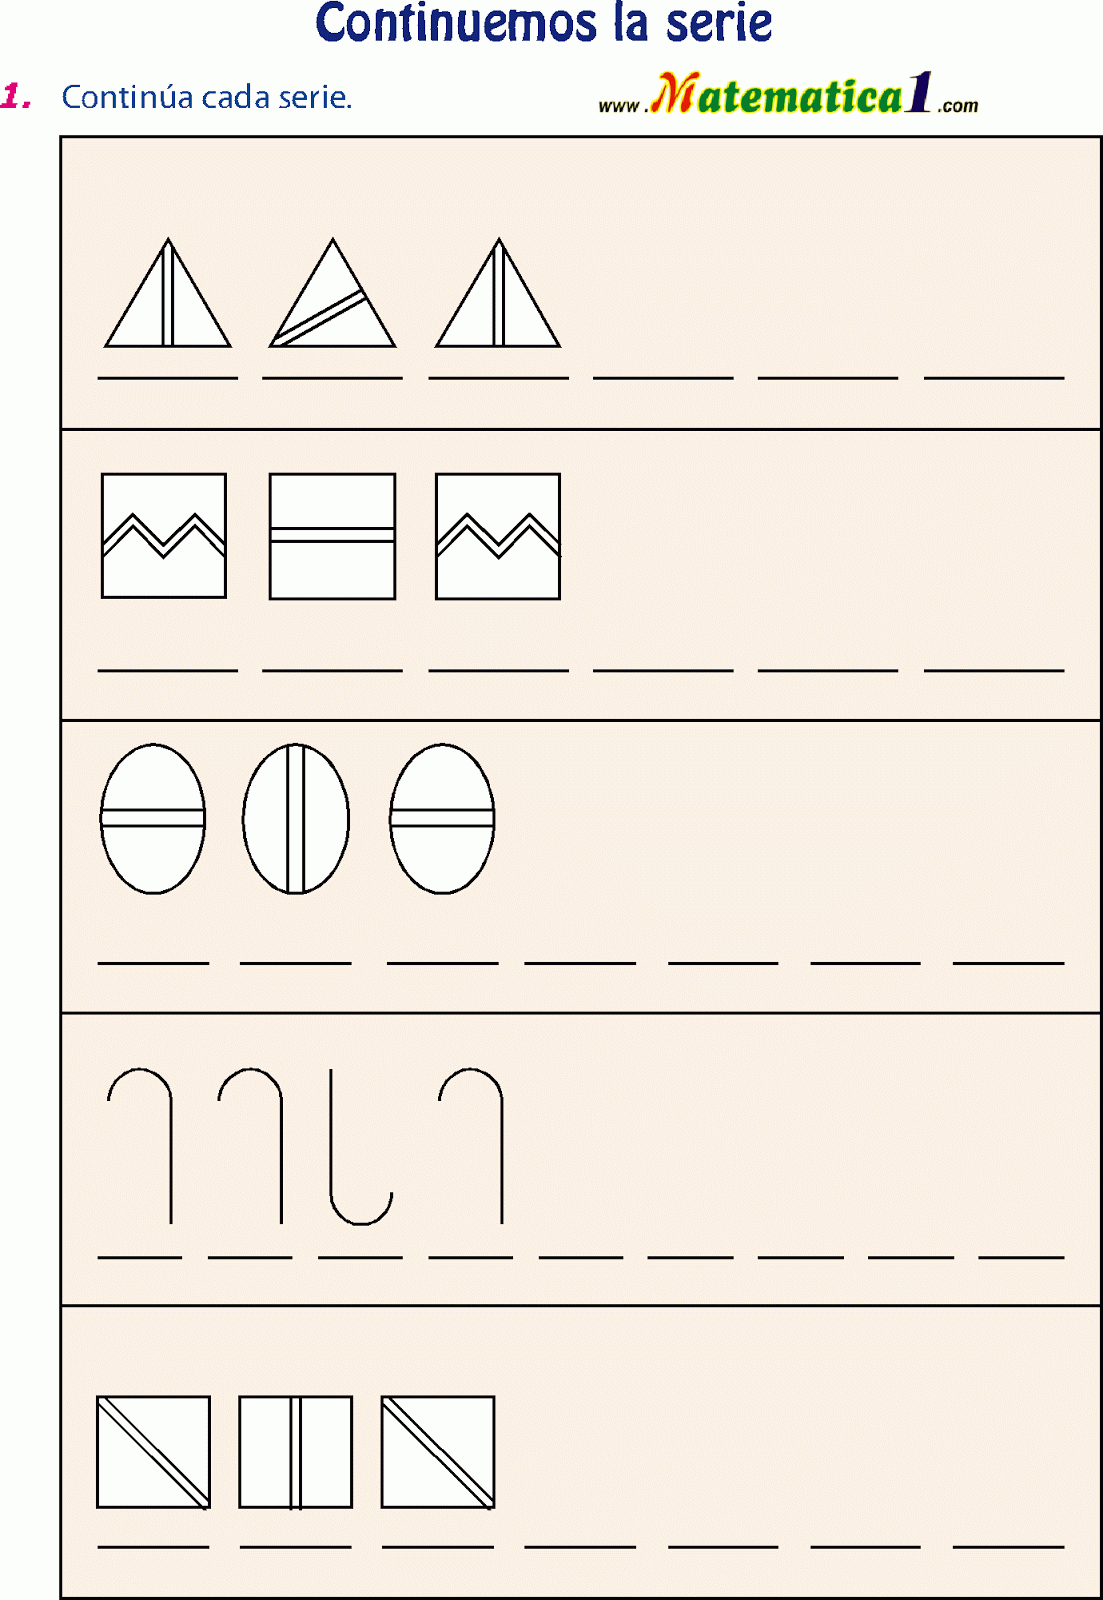 Continuemos la serie
1. Continúa cada serie.
www.Matematica1.com